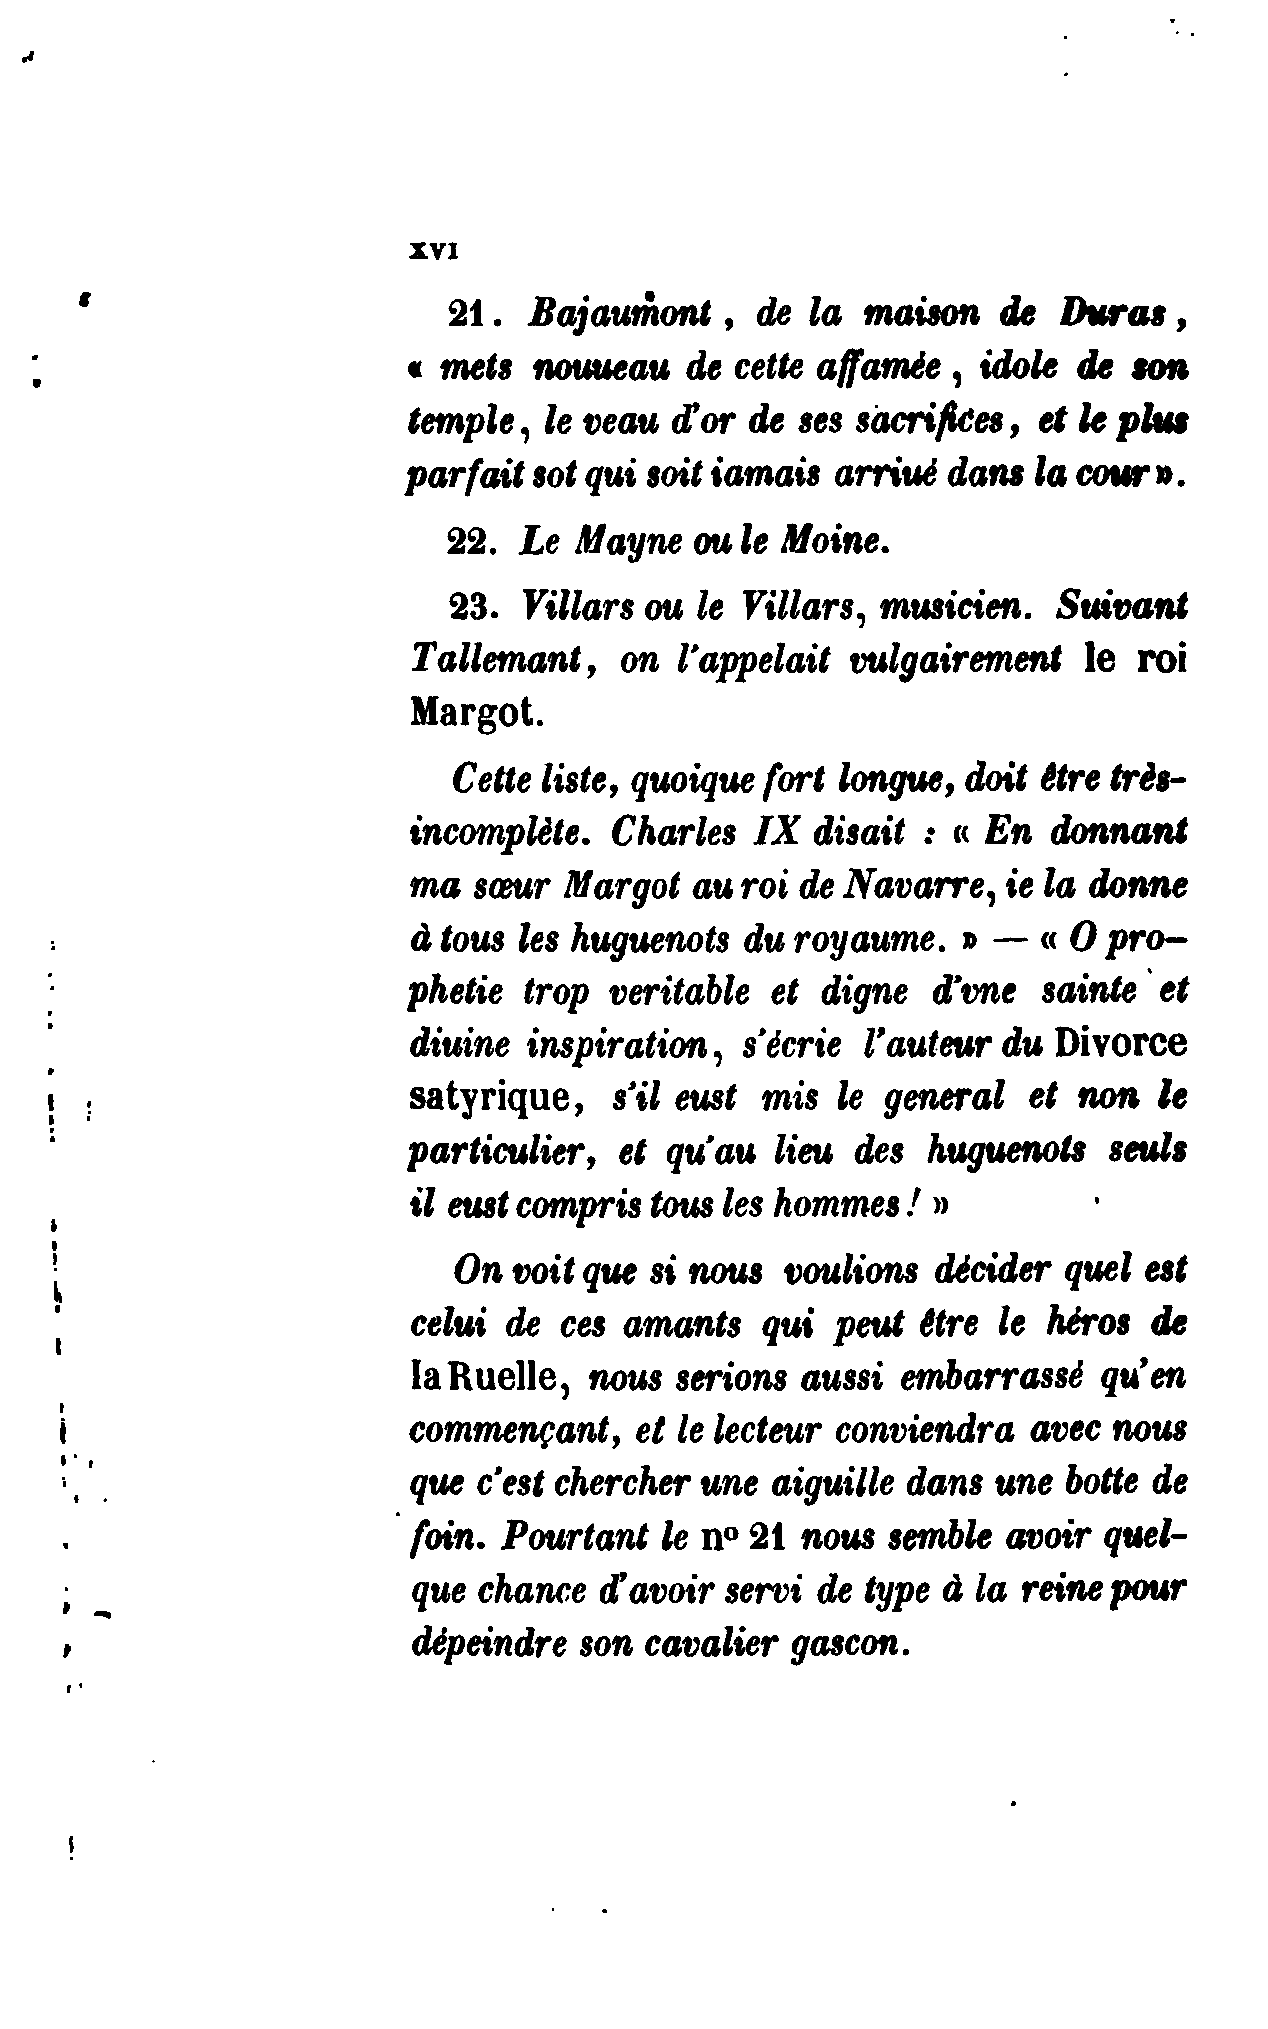 XVI
21. Bajaumont, de la maison de Duras,
« mets nouueau de cette affamée, idole de son
temple, le veau d'or de ses sacrifices, et le plus
parfait sot qui soit iamais arriué dans la cour ».
22. Le Mayne ou le Moine.
23. Villars ou le Villars, musicien. Suivant
Tallemant, on l'appelait vulgairement le roi
Margot.
Cette liste, quoique fort longue, doit être très-
incomplète. Charles IX disait : « En donnant
ma sœur Margot au roi de Navarre, ie la donne
à tous les huguenots du royaume. » — « O pro-
phetie trop veritable et digne d'vne sainte et
diuine inspiration, s'écrie l'auteur du Divorce
satyrique, s'il eust mis le general et non le
particulier, et qu'au lieu des huguenots seuls
il eust compris tous les hommes ! »
On voit que si nous voulions décider quel est
celui de ces amants qui peut être le héros de
la Ruelle, nous serions aussi embarrassé qu'en
commençant, et le lecteur conviendra avec nous
que c'est chercher une aiguille dans une botte de
foin. Pourtant le nº 21 nous semble avoir quel-
que chance d'avoir servi de type à la reine pour
dépeindre son cavalier gascon.